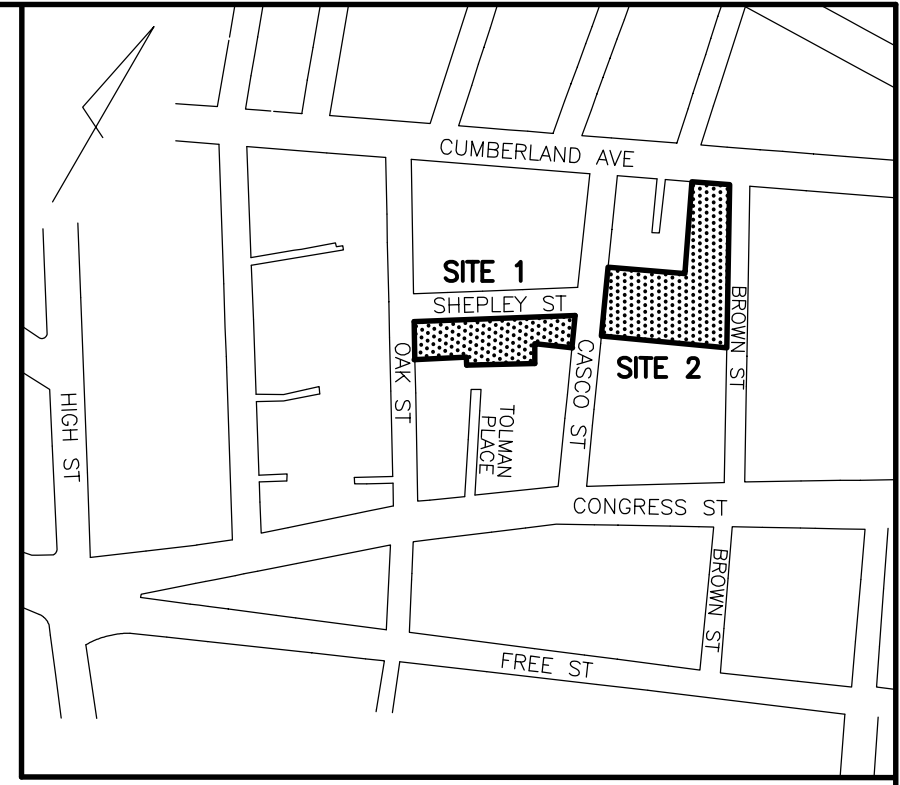 CUMBERLAND AVE
SITE 1
SHEPLEY ST
BROWN ST
OAK ST
CASCO ST
SITE 2
HIGH ST
TOLMAN
PLACE
CONGRESS ST
BROWN ST
FREE ST